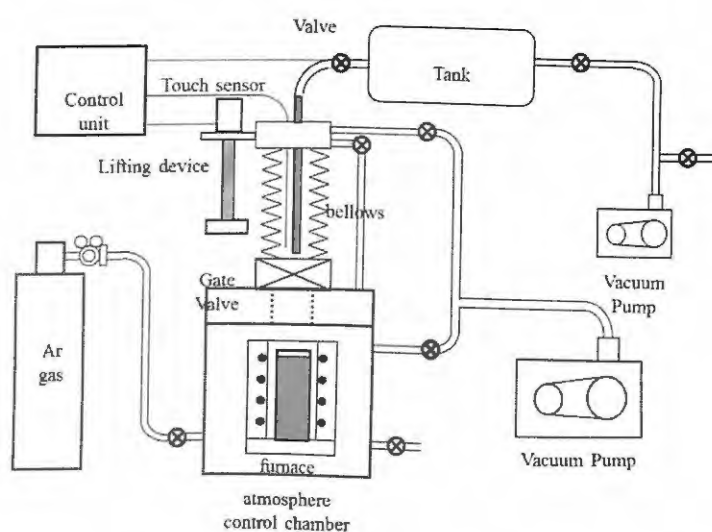 Valve
Tank
Touch sensor
Control
unit
Lifting device
bellows
Gate
Valve
Vacuum
Pump
Ar
gas
Vacuum Pump
furnace
atmosphere
control chamber